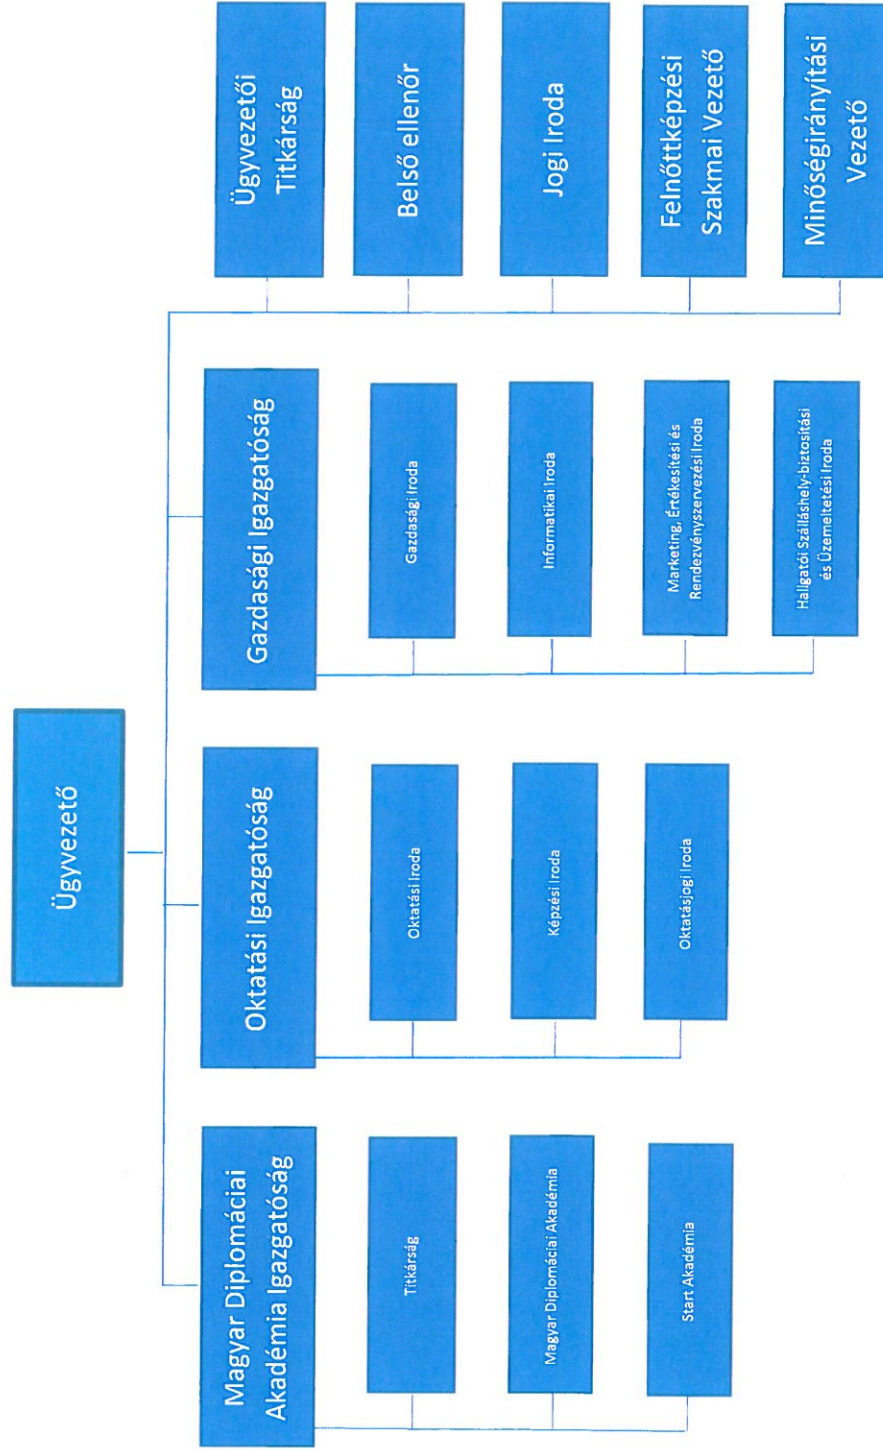 Ügyvezető
Magyar Diplomáciai
Akadémia Igazgatóság
Titkárság
Magyar Diplomáciai Akadémia
Start Akadémia
Oktatási Igazgatóság
Oktatási Iroda
Képzési Iroda
Oktatásjogi Iroda
Gazdasági Igazgatóság
Gazdasági Iroda
Informatikai Iroda
Marketing, Értékesítési és
Rendezvényszervezési Iroda
Hallgatói Szálláshely-biztosítási
és Üzemeltetési Iroda
Ügyvezetői
Titkárság
Belső ellenőr
Jogi Iroda
Felnőttképzési
Szakmai Vezető
Minőségirányítási
Vezető